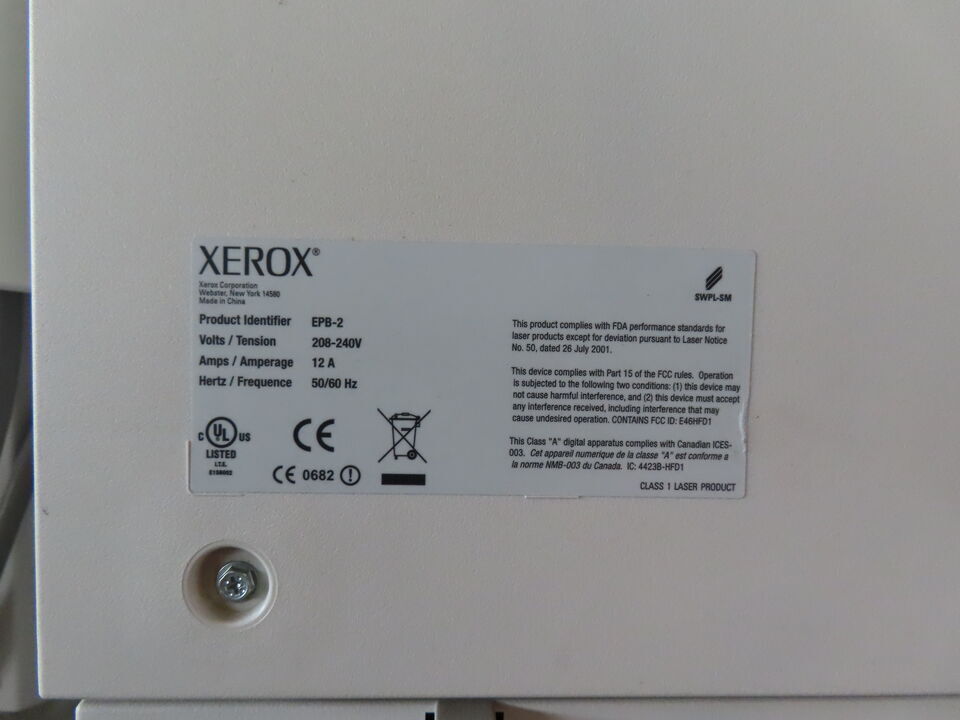 XEROX®
Xerox Corporation
Webster, New York 14580
Made in China
Product Identifier EPB-2
Volts / Tension 208-240V
Amps / Amperage 12 A
Hertz / Frequency 50/60 Hz
C UL US
LISTED
I.T.E.
E158002
CE
CE 0682
SWPL-SM
This product complies with FDA performance standards for
laser products except for deviation pursuant to Laser Notice
No. 50, dated 26 July 2001.
This device complies with Part 15 of the FCC rules. Operation
is subjected to the following two conditions: (1) this device may
not cause harmful interference, and (2) this device must accept
any interference received, including interference that may
cause undesired operation. CONTAINS FCC ID: E46HFD1
This Class "A" digital apparatus complies with Canadian ICES-
003. Cet appareil numerique de la classe "A" est conforme a
la norme NMB-003 du Canada. IC: 4423B-HFD1
CLASS 1 LASER PRODUCT